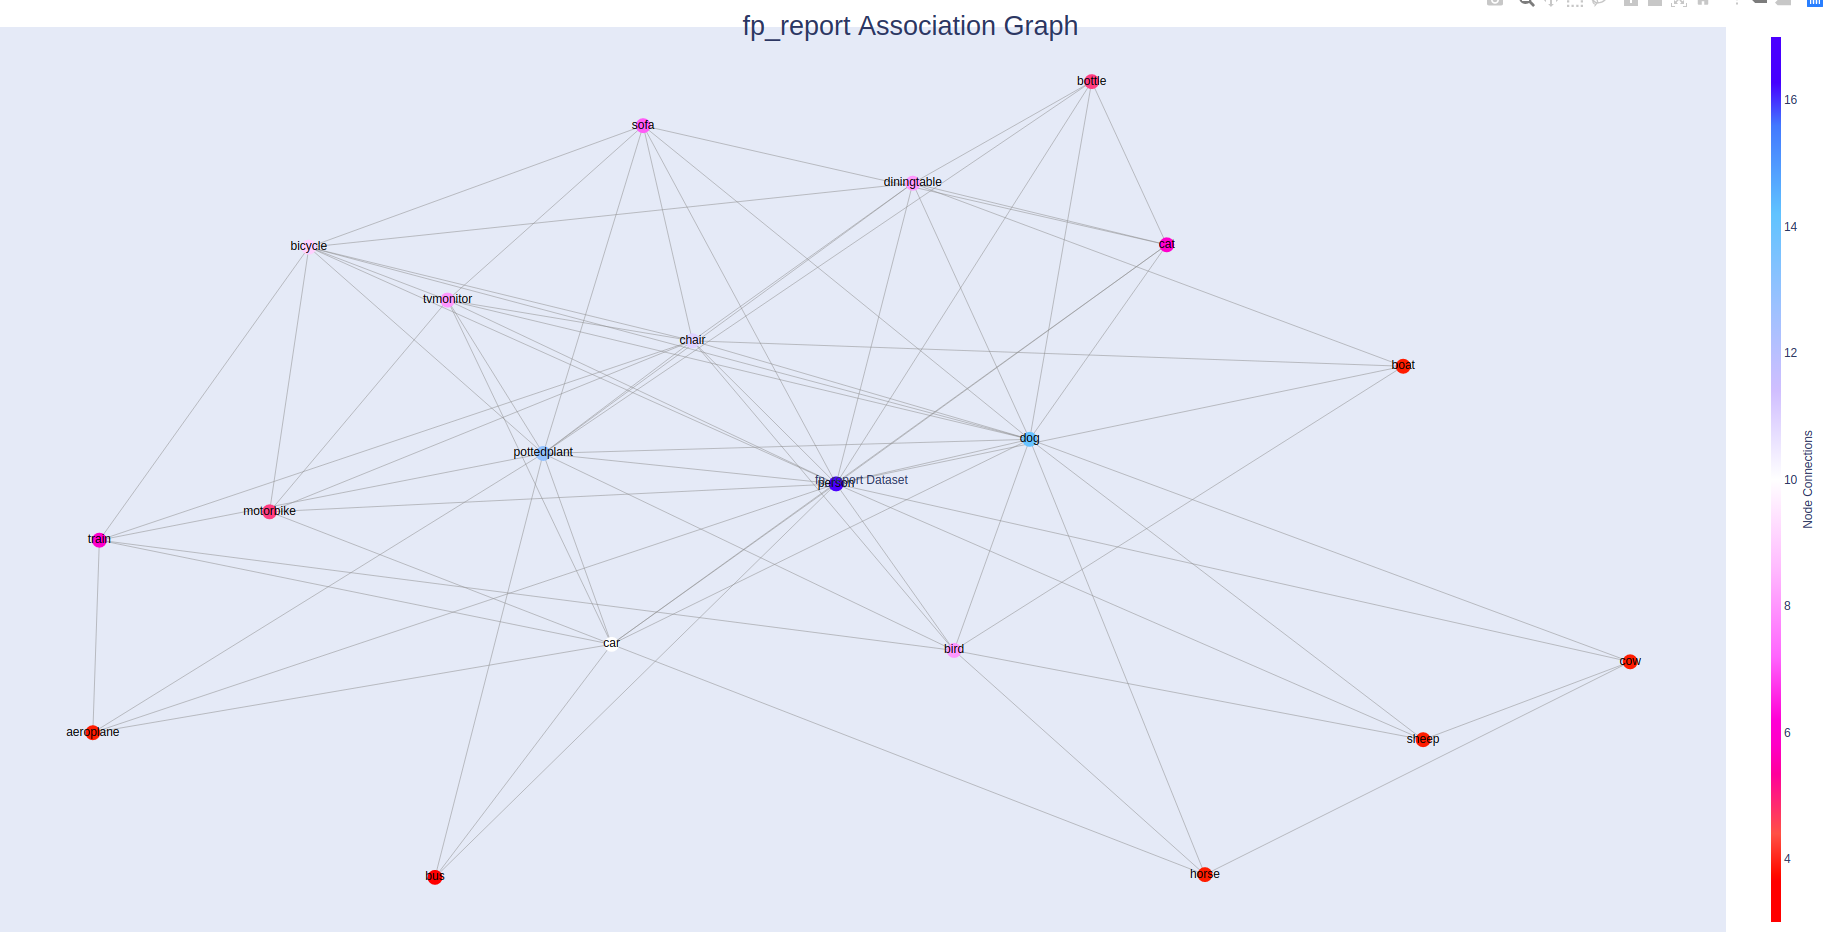 fp_report Association Graph
bottle
sofa
diningtable
bicycle
cat
tvmonitor
chair
boat
dog
pottedplant
person
fp_report Dataset
motorbike
train
car
bird
cow
aeroplane
sheep
bus
horse
16
14
12
10
8
6
4
Node Connections